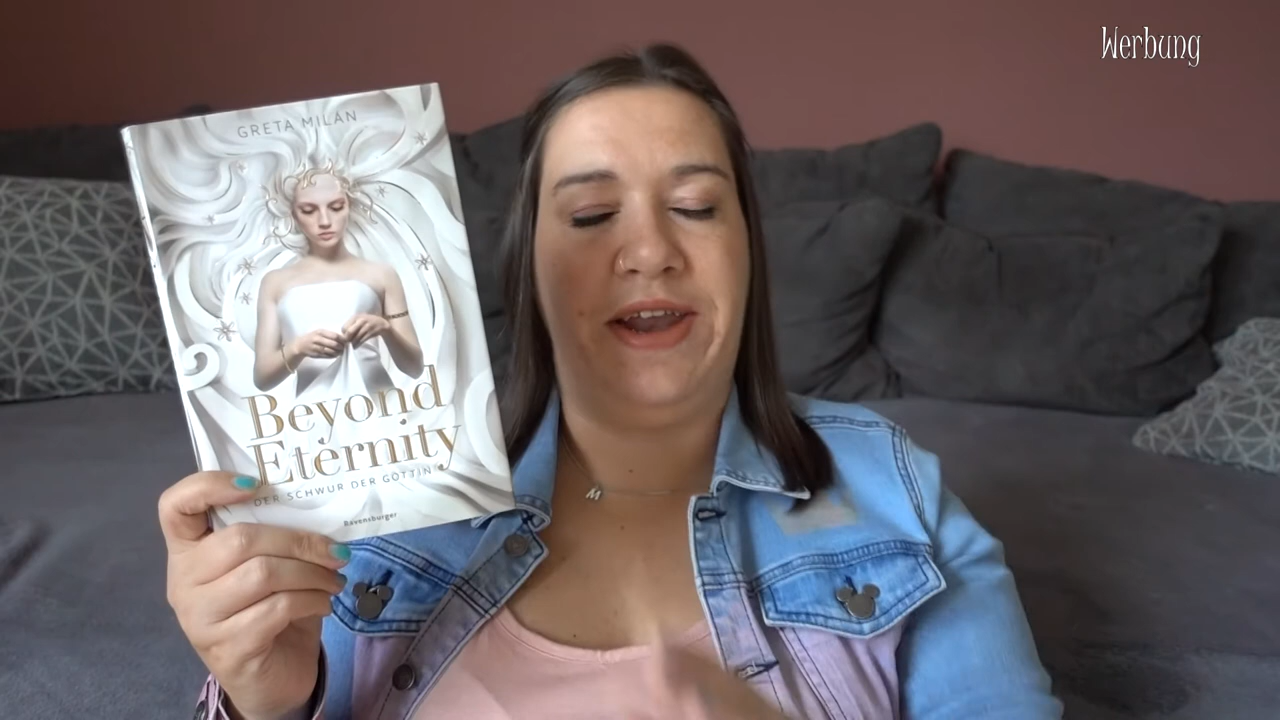 Werbung
GRETA MILAN
Beyond
Eternity
DER SCHWUR DER GÖTTIN
Ravensburger
M